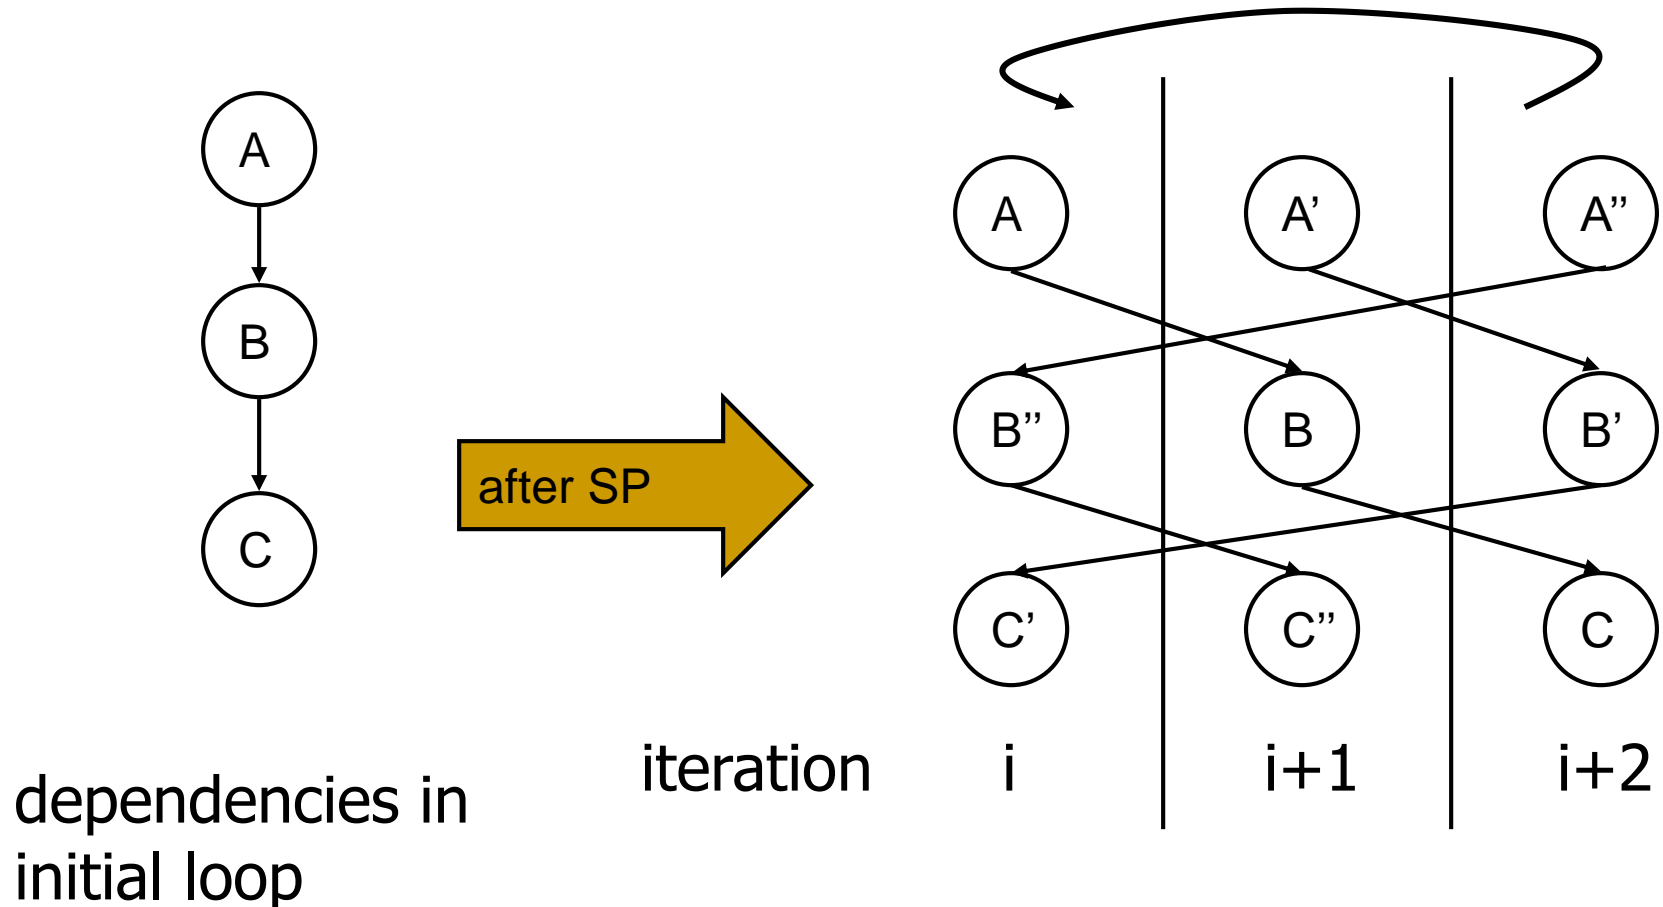 A
B
C
after SP
dependencies in
initial loop
A A’ A’’
B’’ B B’
C’ C’’ C
iteration i i+1 i+2